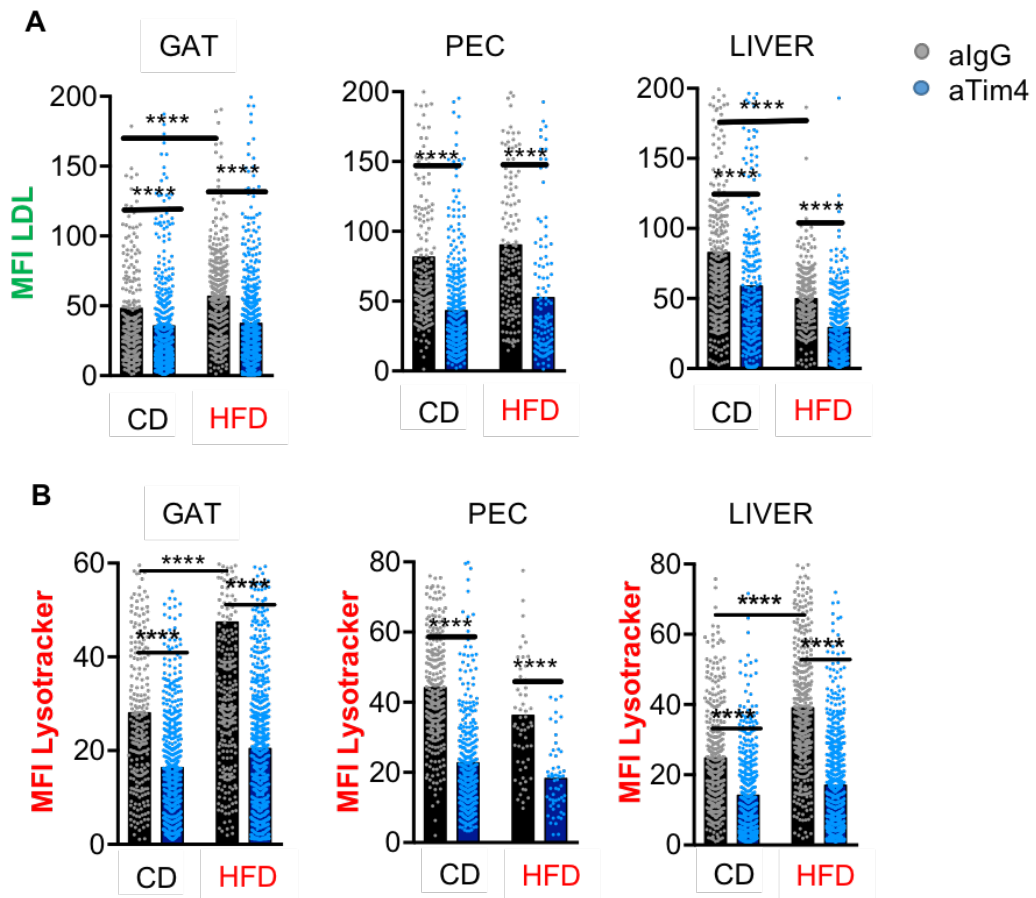 A
GAT
PEC
LIVER
aIgG
aTim4
MFI LDL
200
150
100
50
0
****
****
****
CD
HFD
200
150
100
50
0
****
****
CD
HFD
200
150
100
50
0
****
****
****
CD
HFD
B
GAT
PEC
LIVER
MFI Lysotracker
60
40
20
0
****
****
****
CD
HFD
MFI Lysotracker
80
60
40
20
0
****
****
CD
HFD
MFI Lysotracker
80
60
40
20
0
****
****
****
CD
HFD